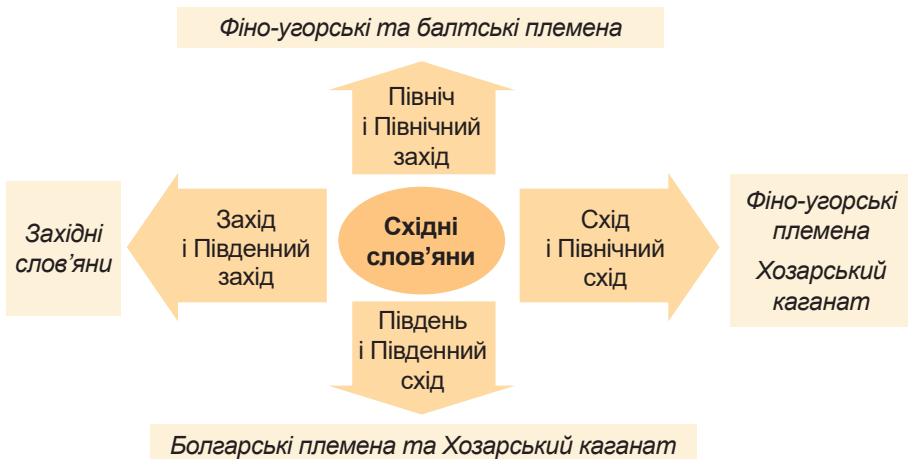 Фіно-угорські та балтські племена
Північ
і Північний
захід
Західні
слов’яни
Захід
і Південний
захід
Східні
слов’яни
Схід
і Північний
схід
Фіно-угорські
племена
Хозарський
каганат
Південь
і Південний
схід
Болгарські племена та Хозарський каганат